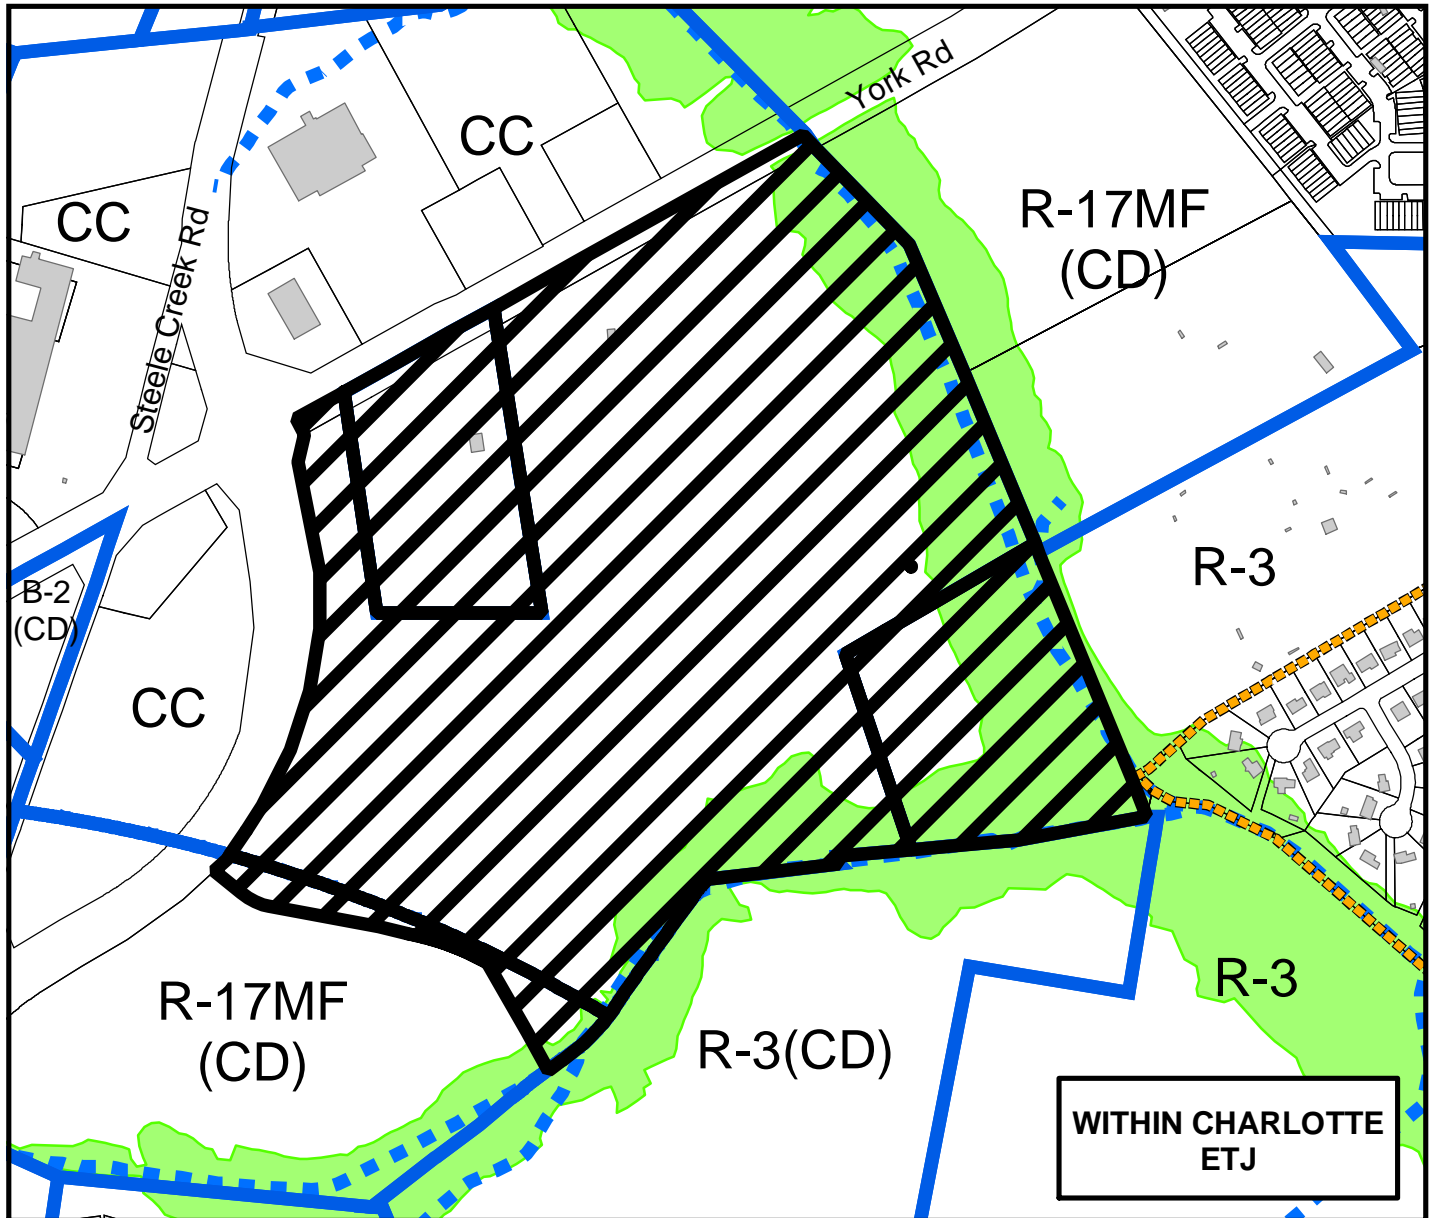 York Rd
CC
CC
R-17MF
(CD)
Steele Creek Rd
R-3
B-2
(CD)
CC
R-17MF
(CD)
R-3
R-3(CD)
WITHIN CHARLOTTE
ETJ